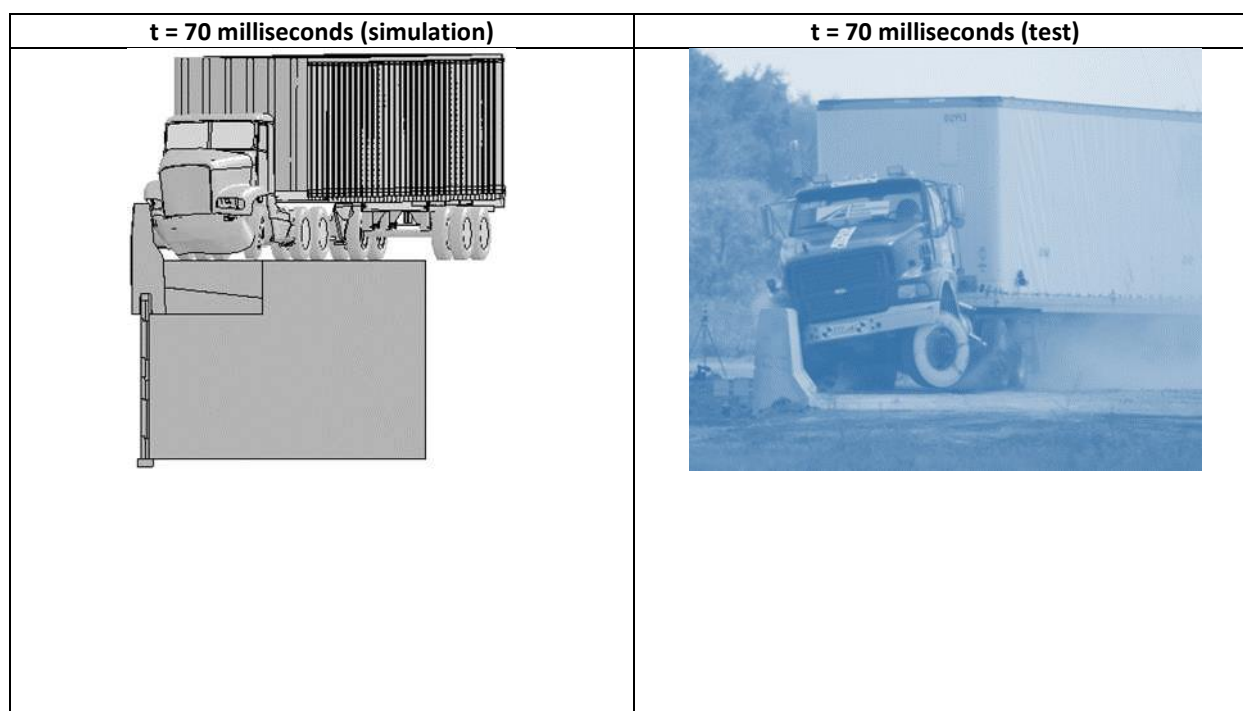 t = 70 milliseconds (simulation)
t = 70 milliseconds (test)